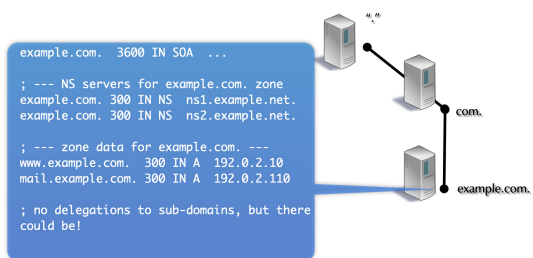 "."
example.com.  3600 IN SOA  ...
; --- NS servers for example.com. zone
example.com. 300 IN NS  ns1.example.net.
example.com. 300 IN NS  ns2.example.net.
; --- zone data for example.com. ---
www.example.com.  300 IN A  192.0.2.10
mail.example.com. 300 IN A  192.0.2.110
; no delegations to sub-domains, but there
could be!
com.
example.com.